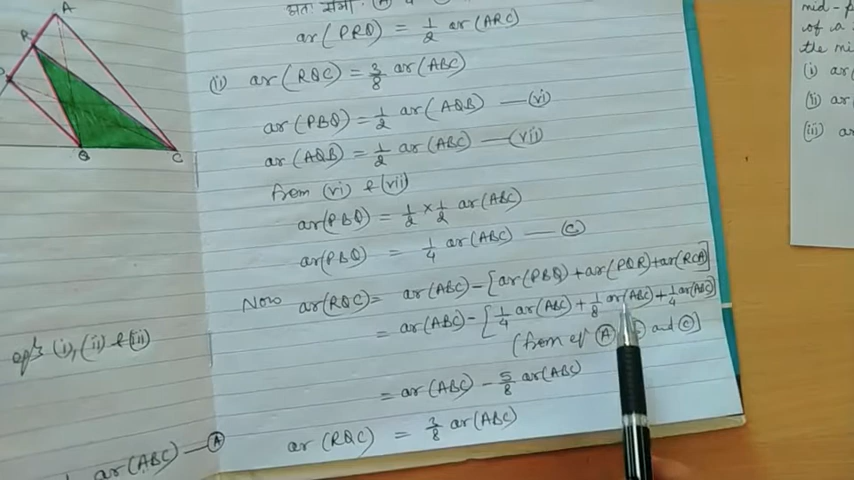 A
R
Q
C
ar(PRQ) = 1/2 ar(ARC)
(ii) ar(RQC) = 3/8 ar(ABC)
ar(PBQ) = 1/2 ar(AQB) — (vi)
ar(AQB) = 1/2 ar(ABC) — (vii)
from (vi) & (vii)
ar(PBQ) = 1/2 × 1/2 ar(ABC)
ar(PBQ) = 1/4 ar(ABC) — (C)
Now ar(RQC) = ar(ABC) - [ar(PBQ) + ar(PQR) + ar(RCA)]
= ar(ABC) - [1/4 ar(ABC) + 1/8 ar(ABC) + 1/4 ar(ABC)]
(from eq (A) and (C)]
= ar(ABC) - 5/8 ar(ABC)
ar(RQC) = 3/8 ar(ABC)
eq's (i), (ii) & (iii)
ar(ABC) — (A)
mid-p
of a
the mi
(i) ar
(ii) ar
(iii) ar